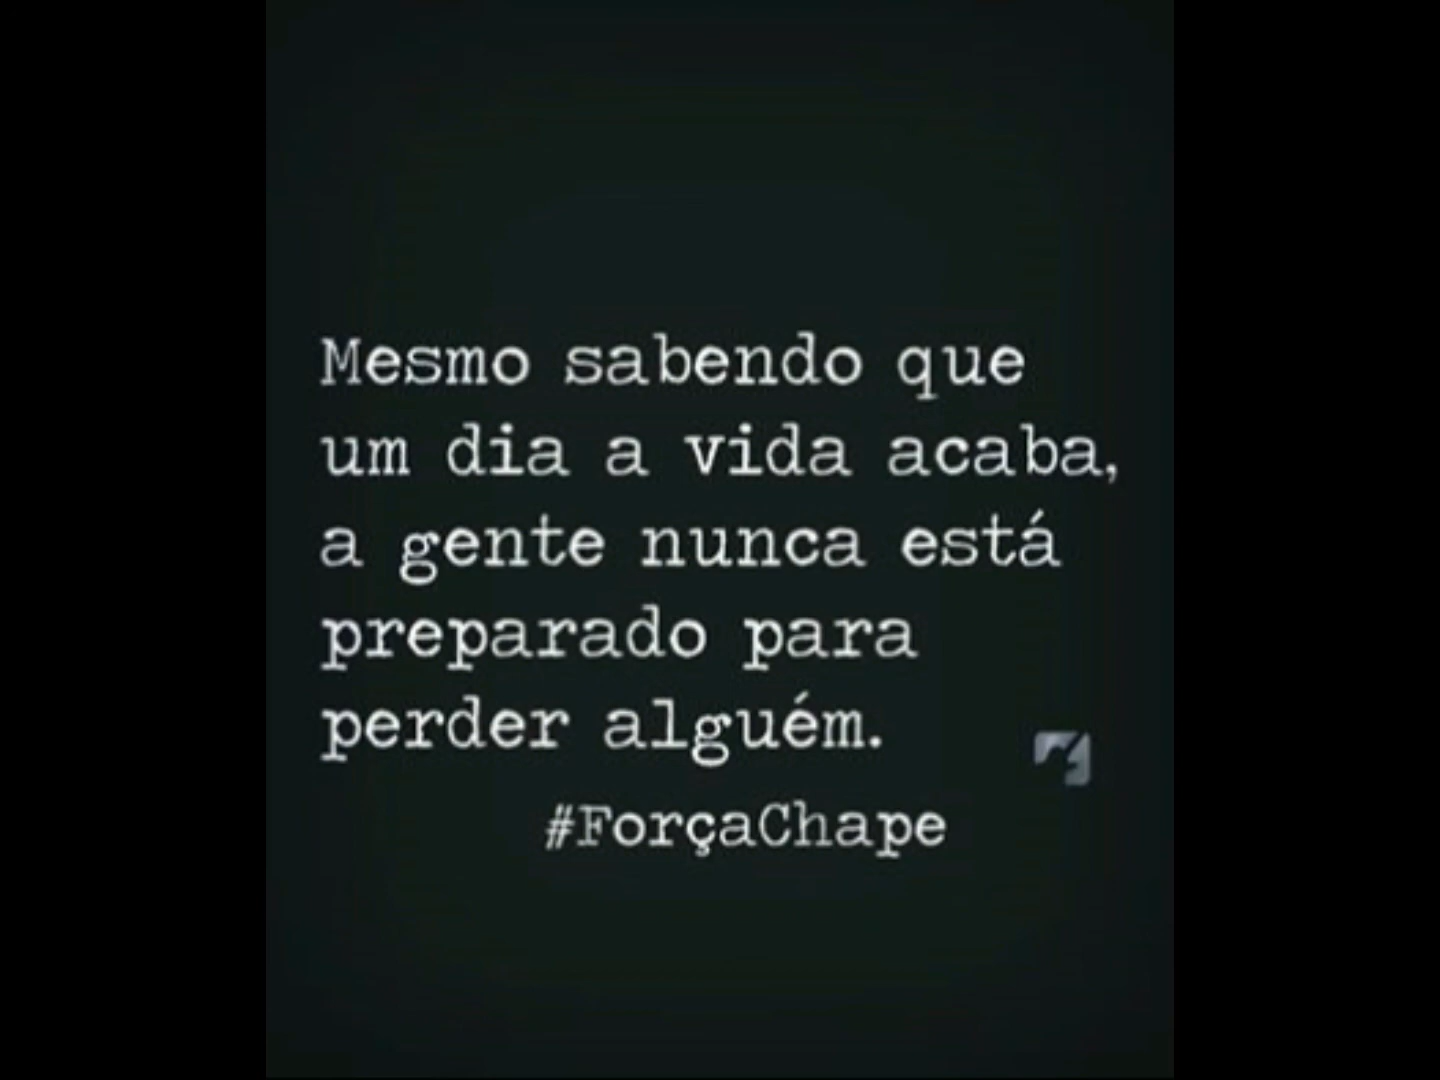 Mesmo sabendo que
um dia a vida acaba,
a gente nunca está
preparado para
perder alguém.
#ForçaChape